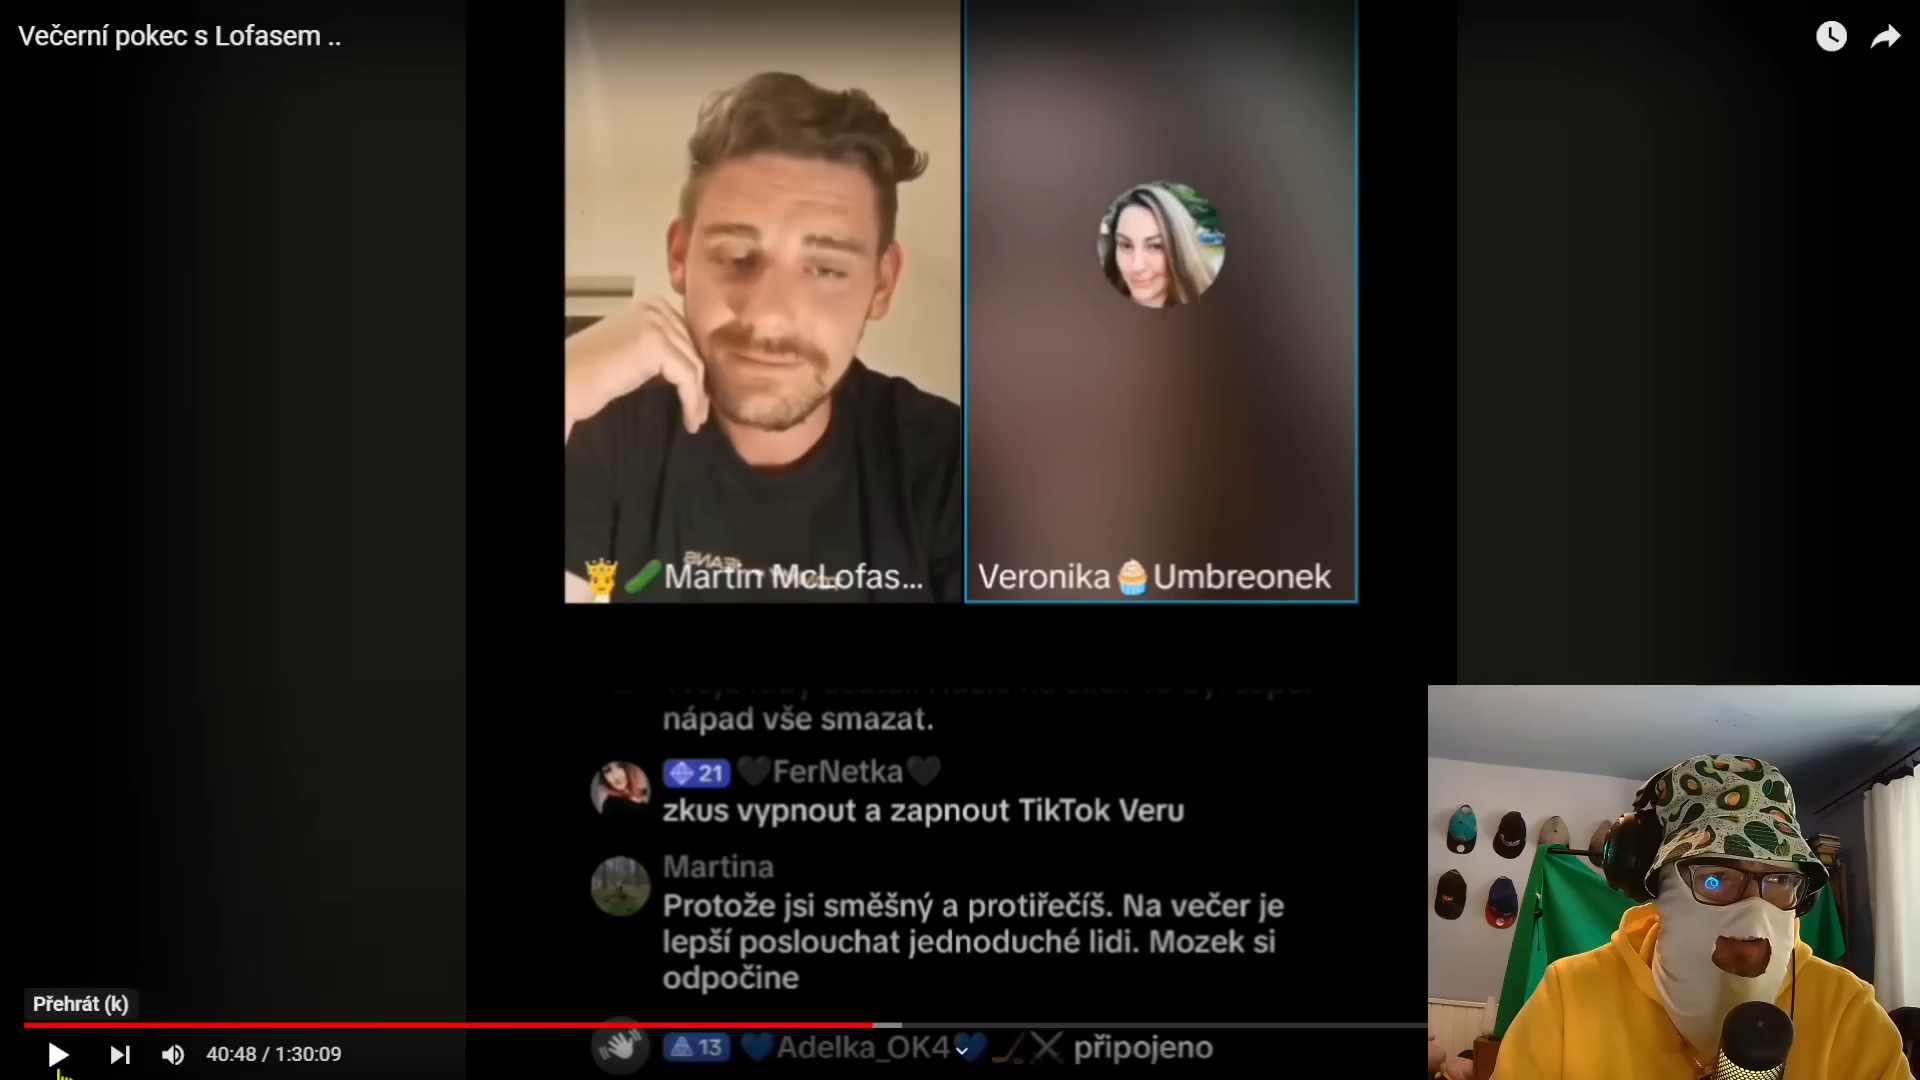 Večerní pokec s Lofasem ..
🤴🥒Martin McLofas...
Veronika🧁Umbreonek
nápad vše smazat.
21 🖤FerNetka🖤
zkus vypnout a zapnout TikTok Veru
Martina
Protože jsi směšný a protiřečíš. Na večer je
lepší poslouchat jednoduché lidi. Mozek si
odpočine
Přehrát (k)
13 💙Adelka_OK4💙🏒⚔ připojeno
40:48 / 1:30:09